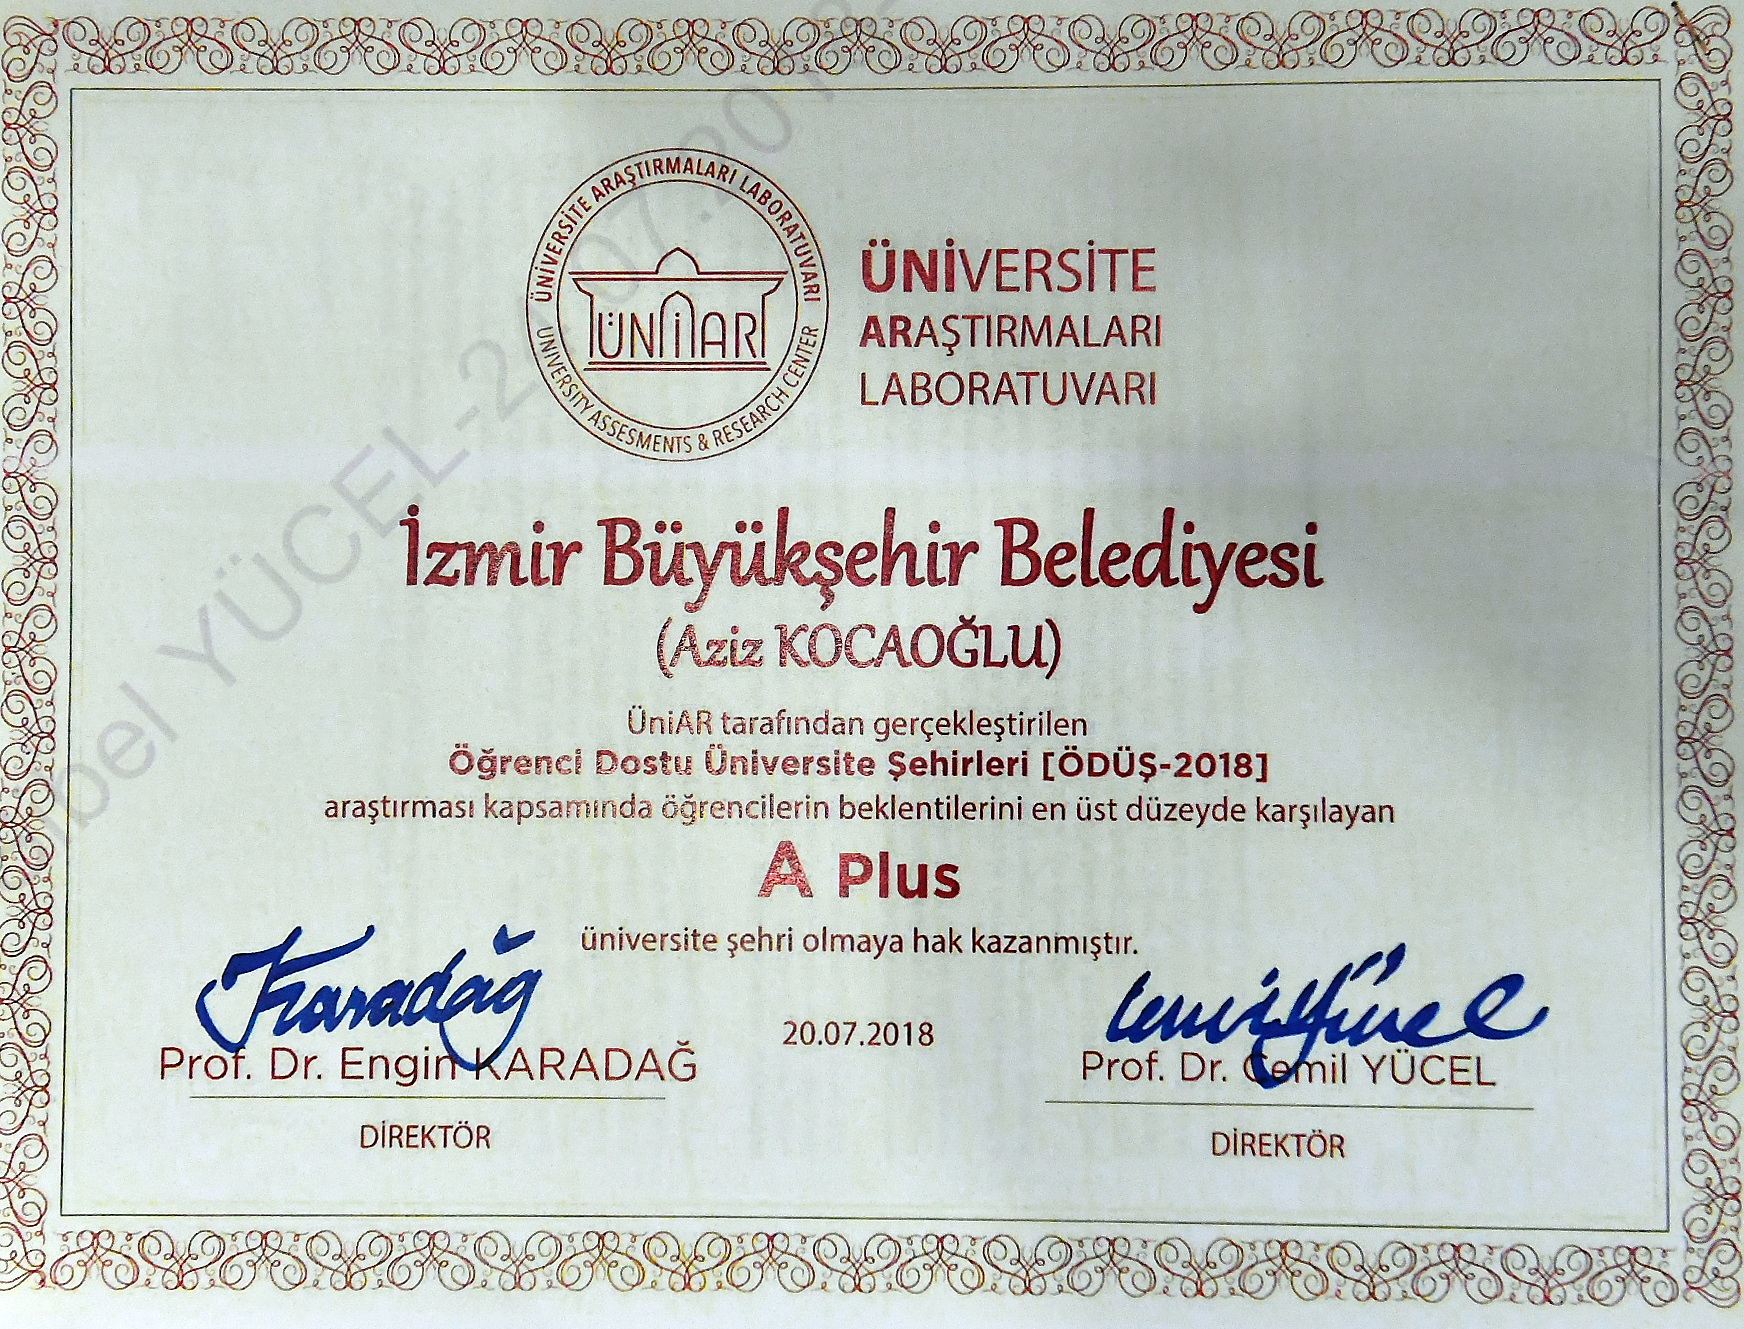 ÜNİVERSİTE ARAŞTIRMALARI LABORATUVARI
UNIVERSITY ASSESMENTS & RESEARCH CENTER
ÜNİAR
ÜNİVERSİTE
ARAŞTIRMALARI
LABORATUVARI
İzmir Büyükşehir Belediyesi
(Aziz KOCAOĞLU)
ÜniAR tarafından gerçekleştirilen
Öğrenci Dostu Üniversite Şehirleri [ÖDÜŞ-2018]
araştırması kapsamında öğrencilerin beklentilerini en üst düzeyde karşılayan
A Plus
üniversite şehri olmaya hak kazanmıştır.
Karadağ
Cemil Yücel
20.07.2018
Prof. Dr. Engin KARADAĞ
Prof. Dr. Cemil YÜCEL
DİREKTÖR
DİREKTÖR
YÜCEL